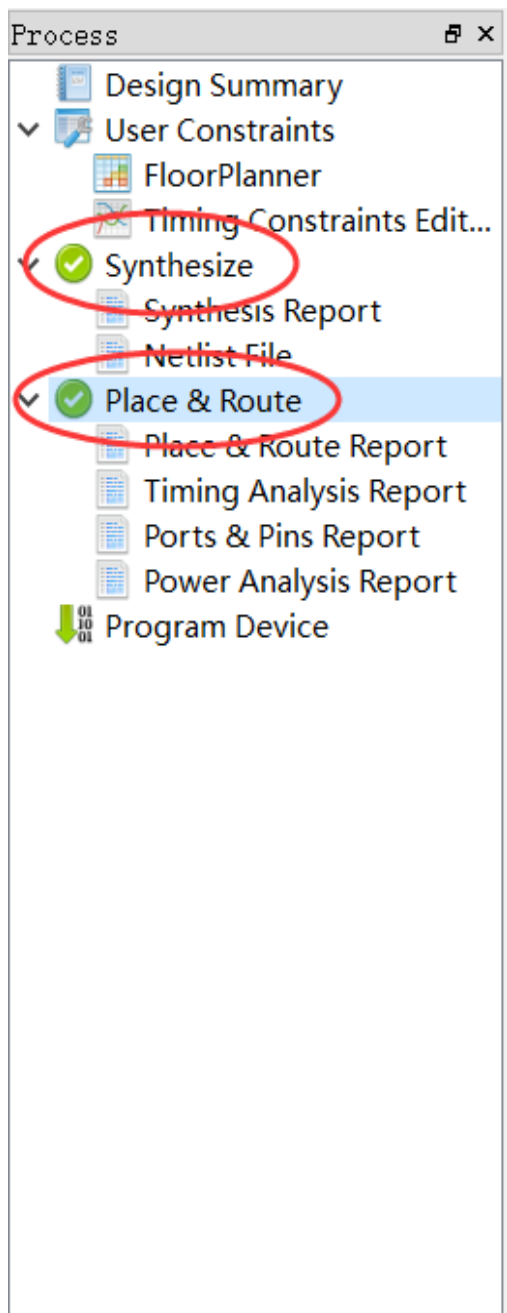 Process
Design Summary
User Constraints
FloorPlanner
Timing Constraints Edit...
Synthesize
Synthesis Report
Netlist File
Place & Route
Place & Route Report
Timing Analysis Report
Ports & Pins Report
Power Analysis Report
Program Device